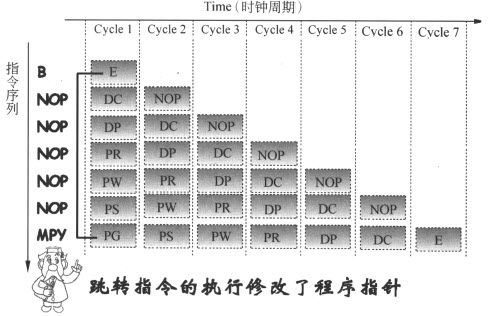 Time（时钟周期）
Cycle 1 Cycle 2 Cycle 3 Cycle 4 Cycle 5 Cycle 6 Cycle 7
指令序列
B E
NOP DC NOP
NOP DP DC NOP
NOP PR DP DC NOP
NOP PW PR DP DC NOP
NOP PS PW PR DP DC NOP
MPY PG PS PW PR DP DC E
跳转指令的执行修改了程序指针